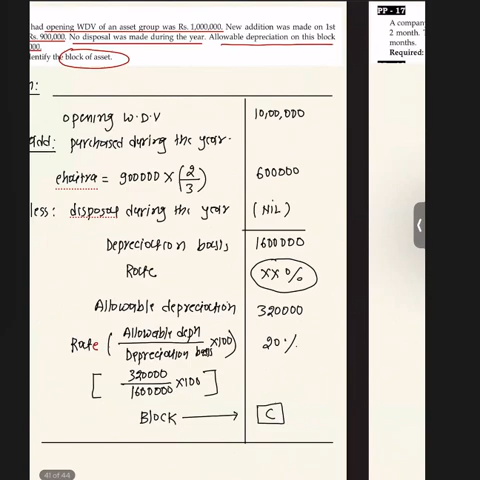 had opening WDV of an asset group was Rs. 1,000,000. New addition was made on 1st
Rs. 900,000. No disposal was made during the year. Allowable depreciation on this block
000.
dentify the block of asset.
n:
opening W.D.V 10,00,000
add: purchased during the year.
chaitra = 900000 × (2/3) 600000
less: disposal during the year (NIL)
Depreciation basis 1600000
Rate xx%
Allowable depreciation 320000
Rate (Allowable depn/Depreciation basis ×100) 20%
[320000/1600000 ×100]
Block → C
41 of 44
PP - 17
A company
2 month.
months.
Required: